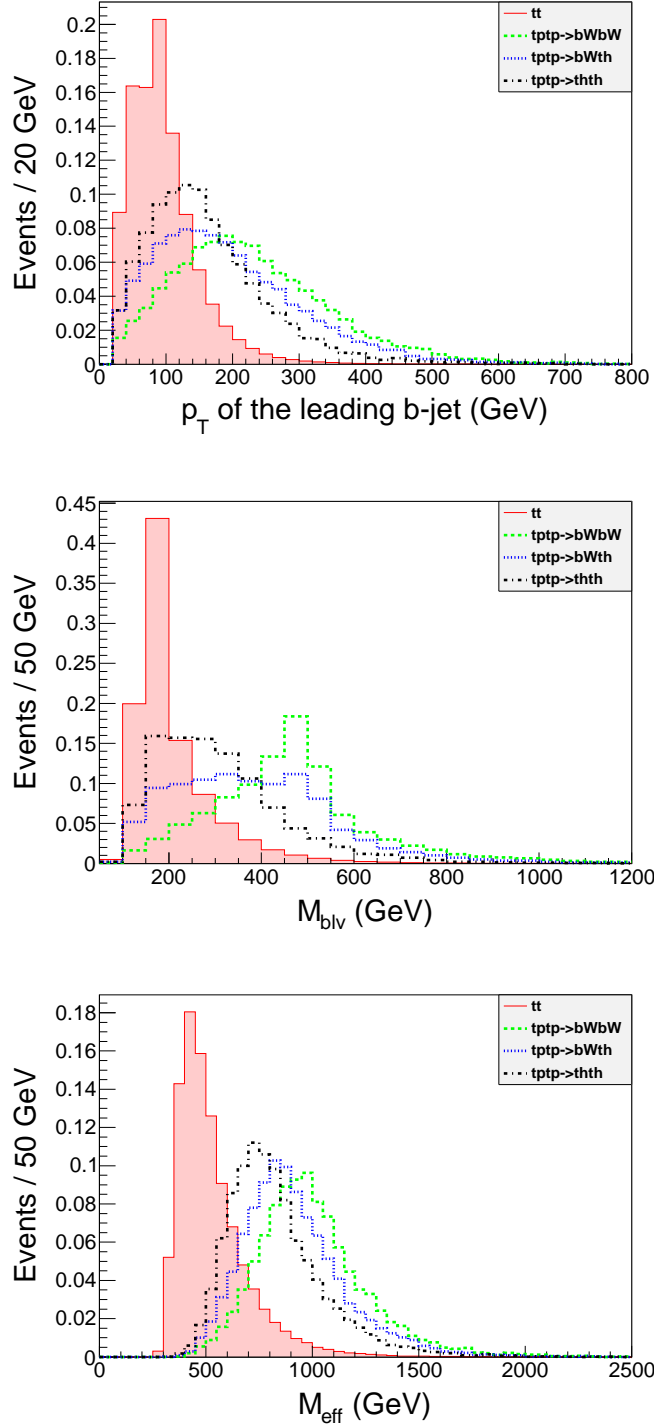 Events / 20 GeV
0.2
0.18
0.16
0.14
0.12
0.1
0.08
0.06
0.04
0.02
0
tt
tptp->bWbW
tptp->bWth
tptp->thth
0 100 200 300 400 500 600 700 800
p_T of the leading b-jet (GeV)
Events / 50 GeV
0.45
0.4
0.35
0.3
0.25
0.2
0.15
0.1
0.05
0
tt
tptp->bWbW
tptp->bWth
tptp->thth
200 400 600 800 1000 1200
M_blν (GeV)
Events / 50 GeV
0.18
0.16
0.14
0.12
0.1
0.08
0.06
0.04
0.02
0
tt
tptp->bWbW
tptp->bWth
tptp->thth
0 500 1000 1500 2000 2500
M_eff (GeV)